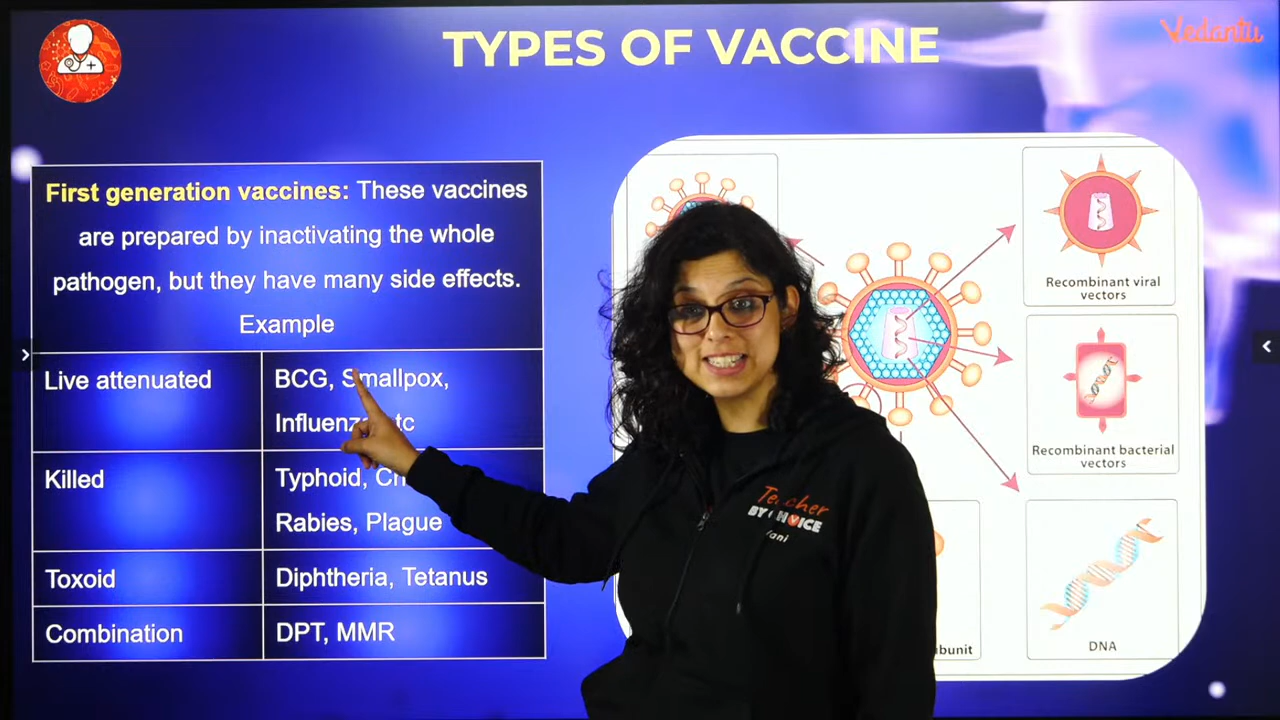 TYPES OF VACCINE
Vedantu
First generation vaccines: These vaccines
are prepared by inactivating the whole
pathogen, but they have many side effects.
Example
Live attenuated
BCG, Smallpox,
Killed
Typhoid,
Rabies, Plague
Toxoid
Diphtheria, Tetanus
Combination
DPT, MMR
Recombinant viral
vectors
Recombinant bacterial
vectors
DNA
Teacher
BY CHOICE